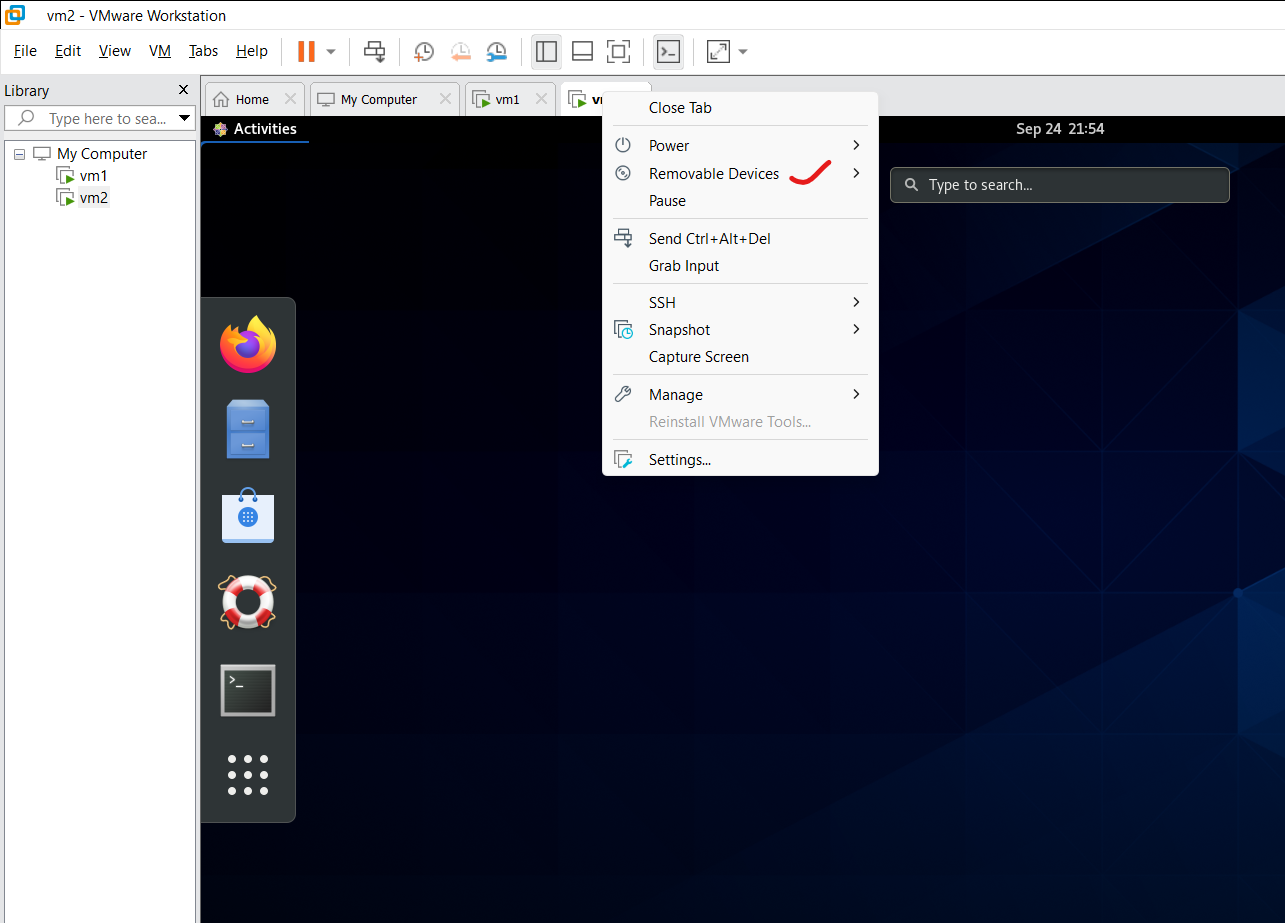 vm2 - VMware Workstation
File Edit View VM Tabs Help
Library
Type here to sea...
My Computer
vm1
vm2
Home
My Computer
vm1
Activities
Sep 24 21:54
Type to search...
Close Tab
Power
Removable Devices
Pause
Send Ctrl+Alt+Del
Grab Input
SSH
Snapshot
Capture Screen
Manage
Reinstall VMware Tools...
Settings...